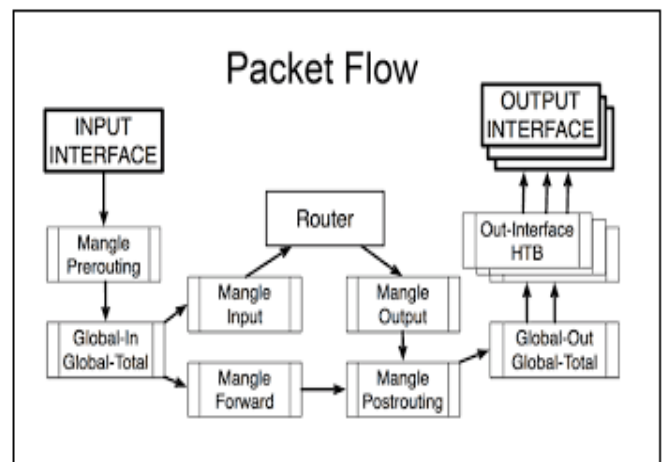 Packet Flow
INPUT
INTERFACE
OUTPUT
INTERFACE
Router
Out-Interface
HTB
Mangle
Prerouting
Mangle
Input
Mangle
Output
Global-In
Global-Total
Global-Out
Global-Total
Mangle
Forward
Mangle
Postrouting